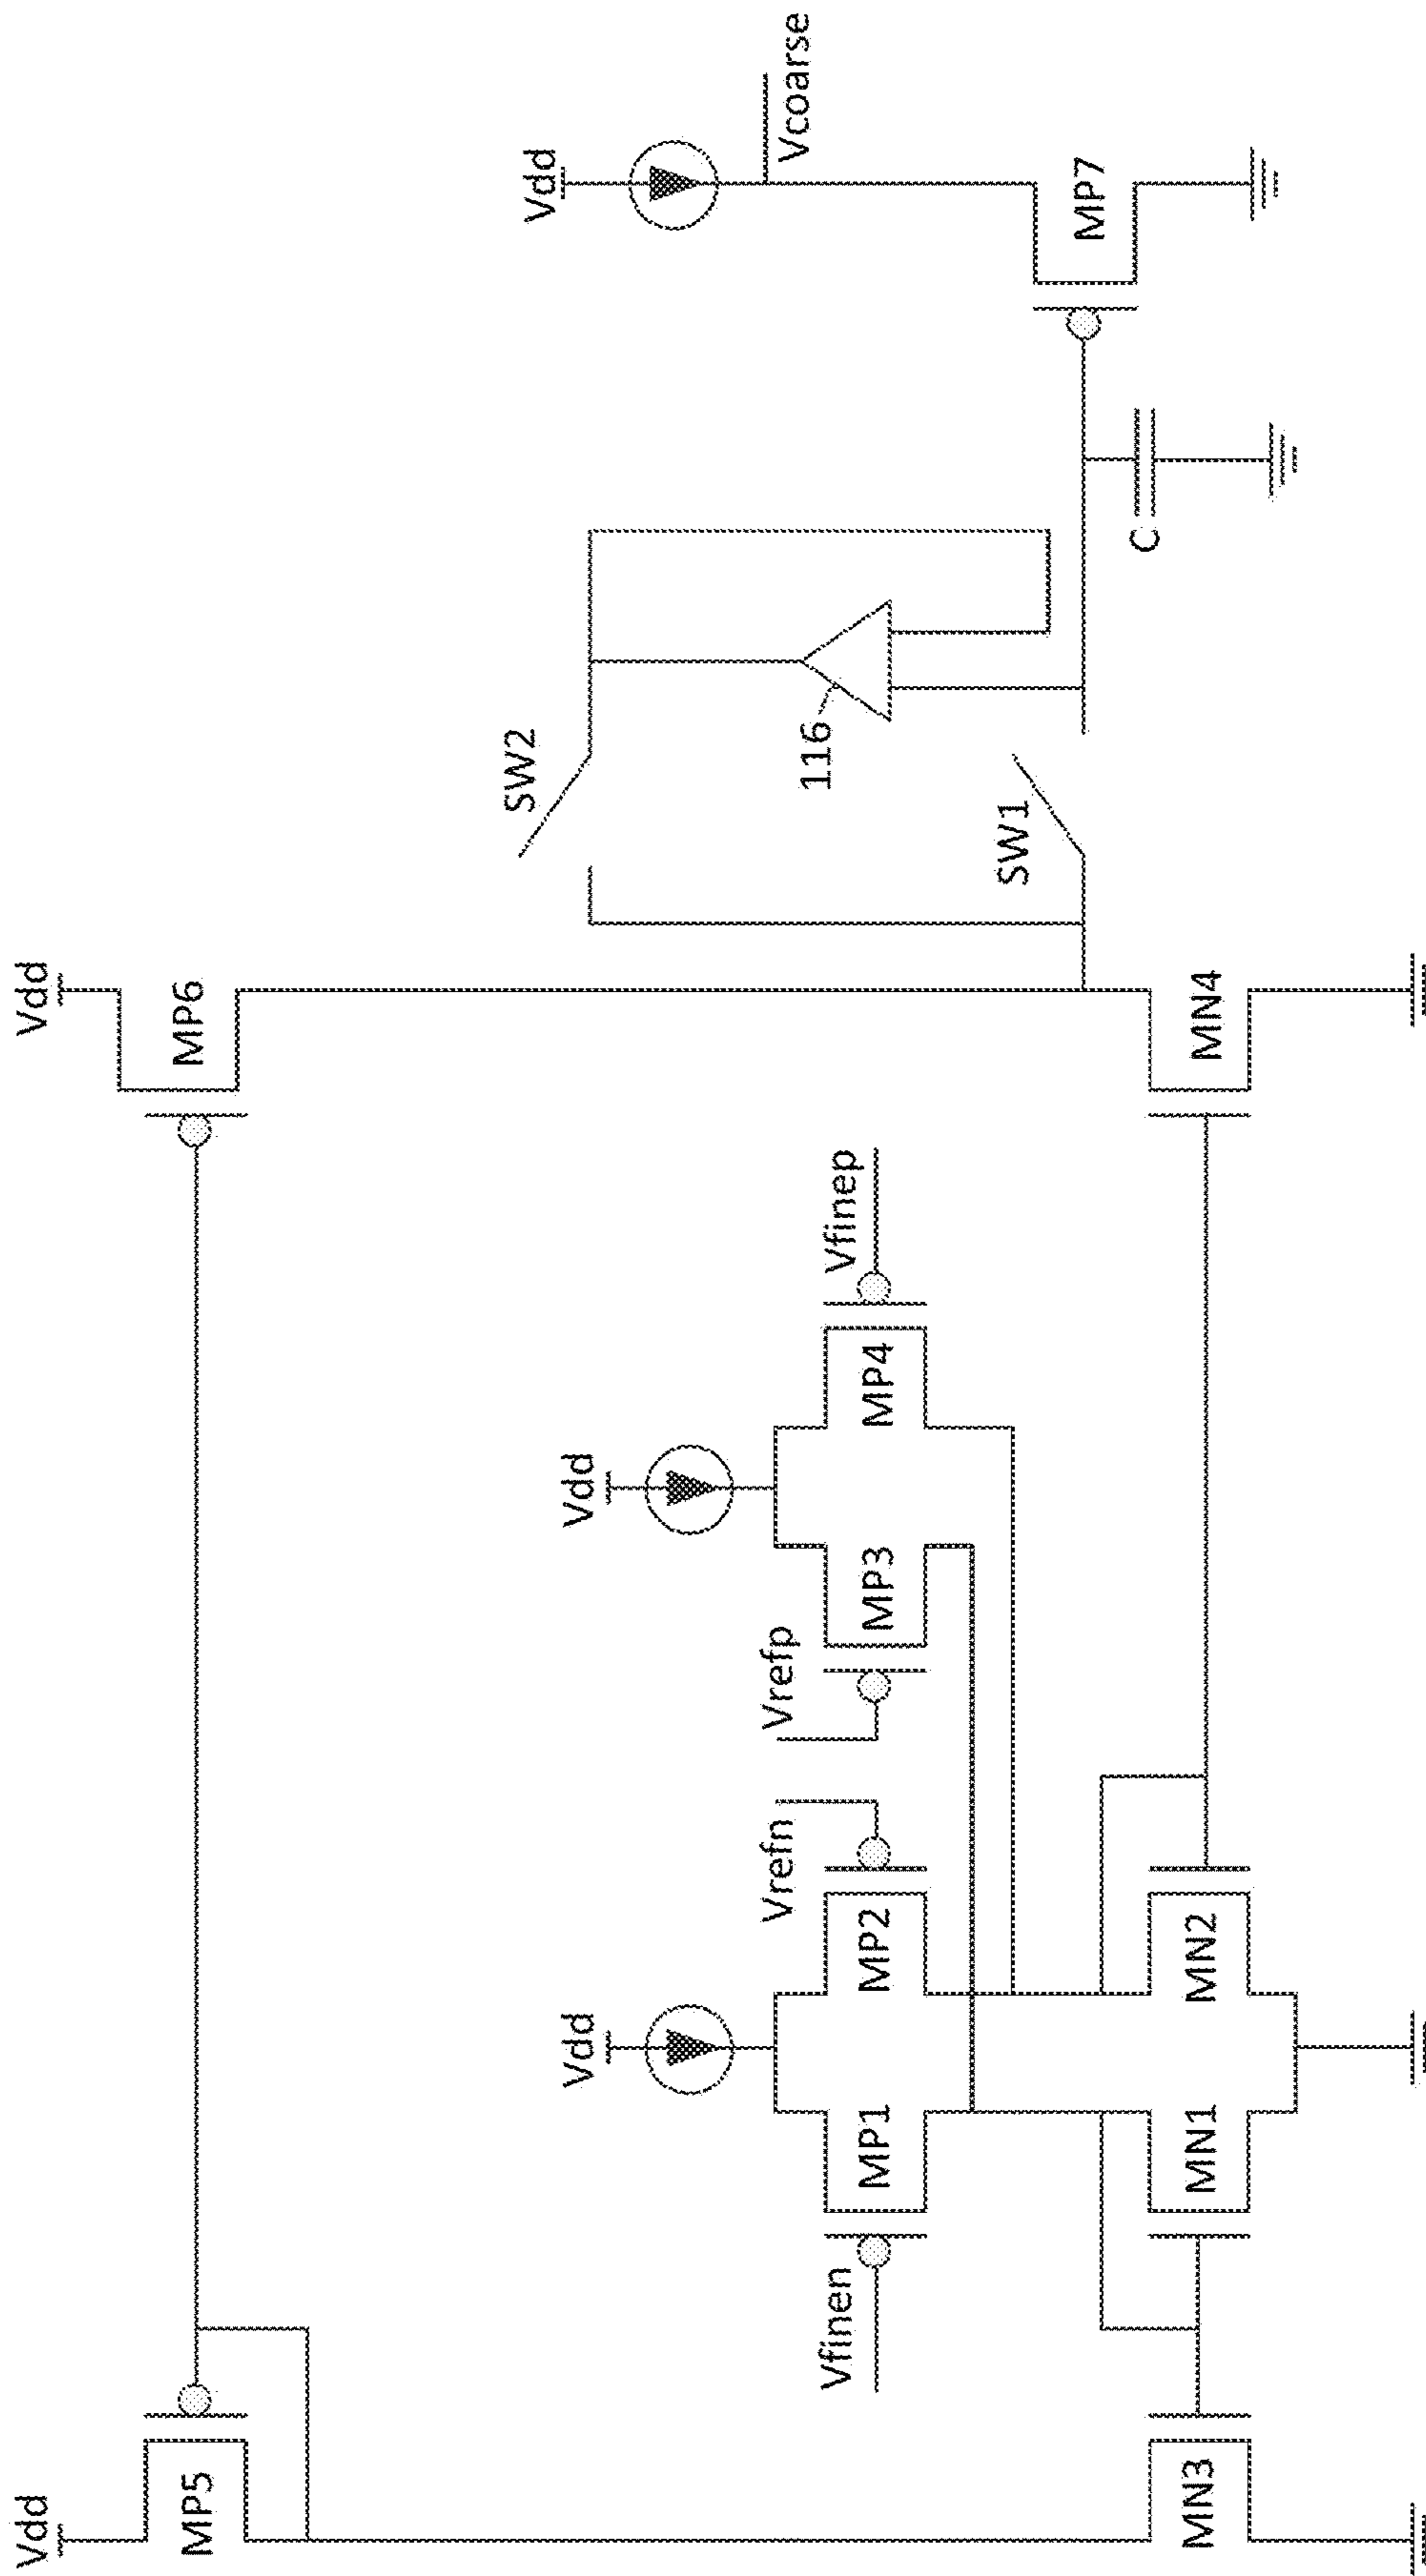 Vdd
MP5
Vdd
MP6
SW2
Vdd
Vcoarse
Vdd
Vdd
Vrefn
Vrefp
Vfinen
MP1
MP2
MP3
MP4
Vfinep
116
SW1
C
MP7
MN3
MN1
MN2
MN4